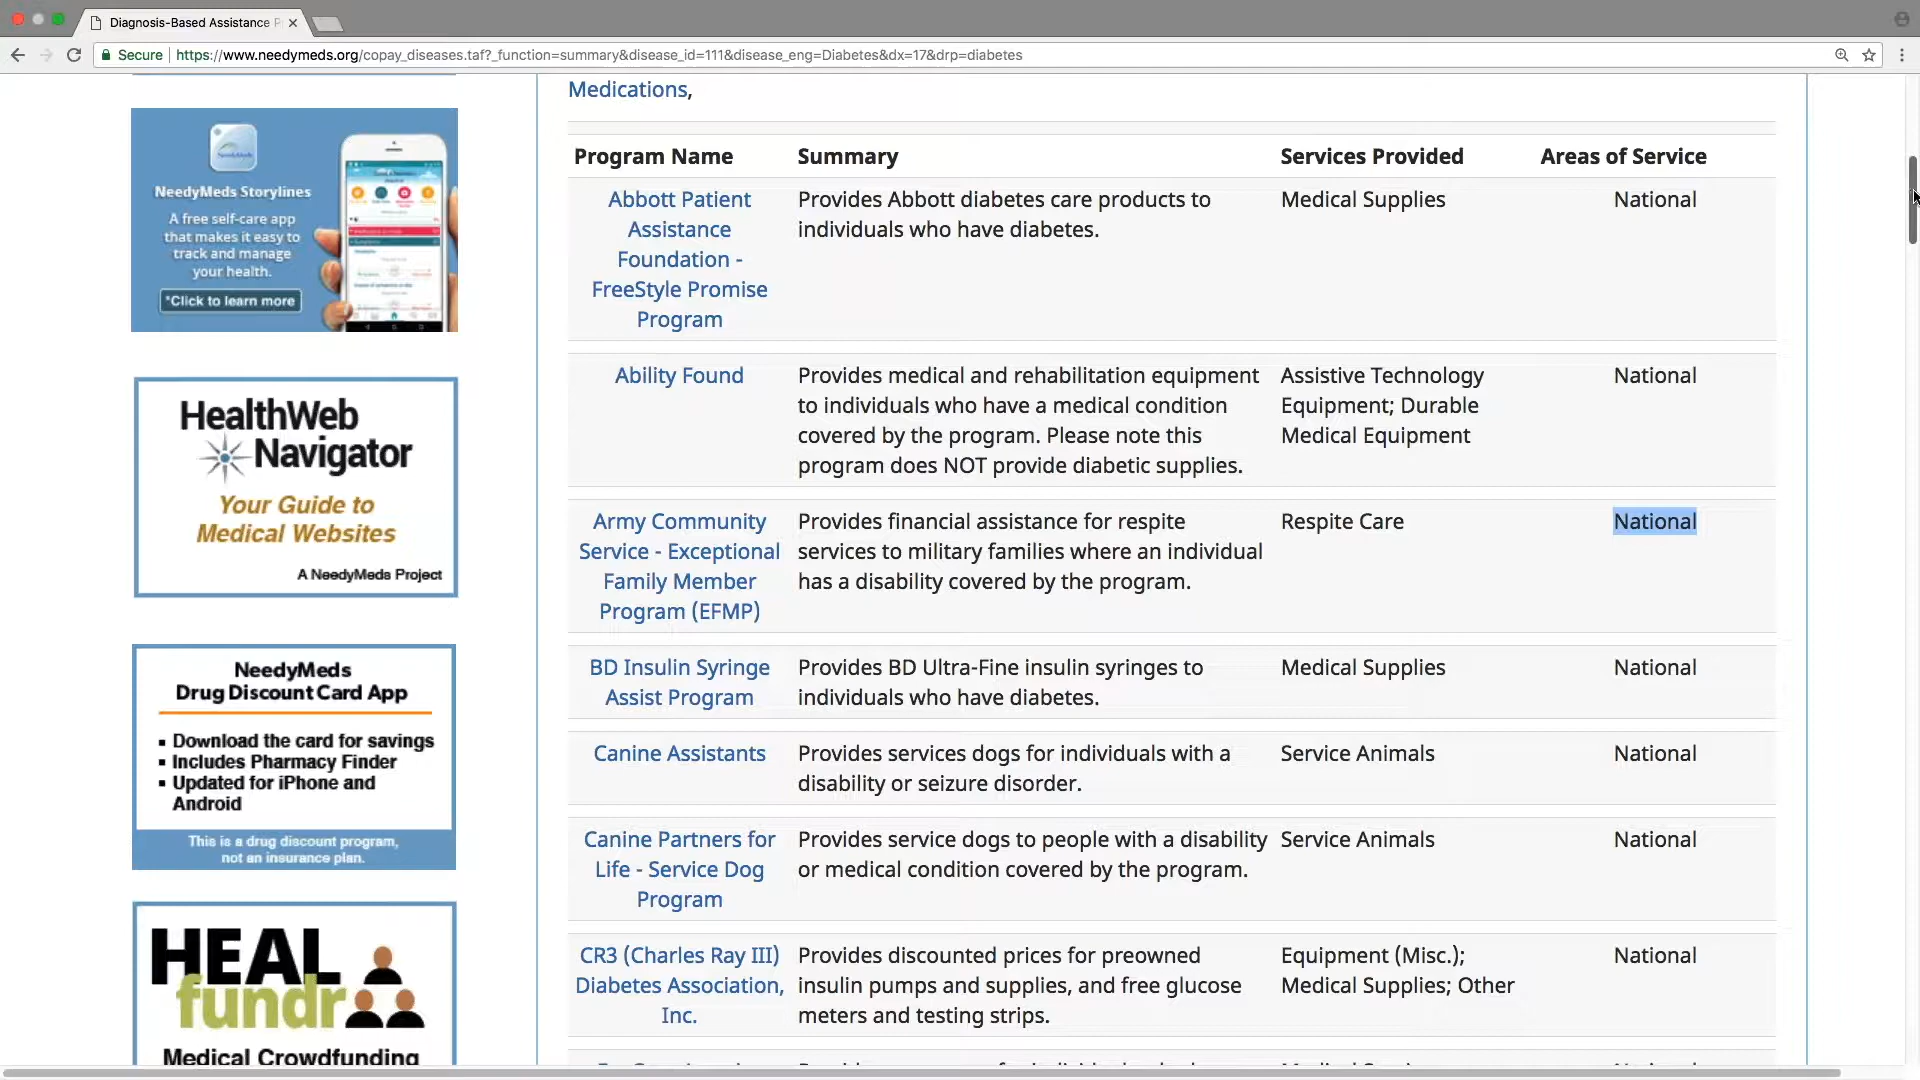 Diagnosis-Based Assistance P
Secure
https://www.needymeds.org/copay_diseases.taf?_function=summary&disease_id=111&disease_eng=Diabetes&dx=17&drp=diabetes
Medications,
Program Name Summary Services Provided Areas of Service
Abbott Patient
Assistance
Foundation -
FreeStyle Promise
Program
Provides Abbott diabetes care products to
individuals who have diabetes.
Medical Supplies
National
Ability Found
Provides medical and rehabilitation equipment
to individuals who have a medical condition
covered by the program. Please note this
program does NOT provide diabetic supplies.
Assistive Technology
Equipment; Durable
Medical Equipment
National
Army Community
Service - Exceptional
Family Member
Program (EFMP)
Provides financial assistance for respite
services to military families where an individual
has a disability covered by the program.
Respite Care
National
BD Insulin Syringe
Assist Program
Provides BD Ultra-Fine insulin syringes to
individuals who have diabetes.
Medical Supplies
National
Canine Assistants
Provides services dogs for individuals with a
disability or seizure disorder.
Service Animals
National
Canine Partners for
Life - Service Dog
Program
Provides service dogs to people with a disability
or medical condition covered by the program.
Service Animals
National
CR3 (Charles Ray III)
Diabetes Association,
Inc.
Provides discounted prices for preowned
insulin pumps and supplies, and free glucose
meters and testing strips.
Equipment (Misc.);
Medical Supplies; Other
National
NeedyMeds Storylines
A free self-care app
that makes it easy to
track and manage
your health.
*Click to learn more
HealthWeb
Navigator
Your Guide to
Medical Websites
A NeedyMeds Project
NeedyMeds
Drug Discount Card App
▪ Download the card for savings
▪ Includes Pharmacy Finder
▪ Updated for iPhone and
Android
This is a drug discount program,
not an insurance plan.
HEAL
fundr
Medical Crowdfunding